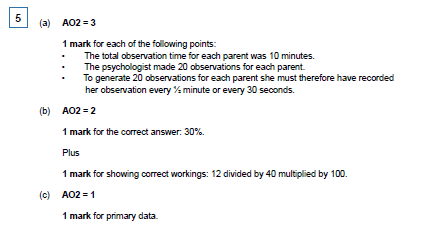 5 (a) AO2 = 3
1 mark for each of the following points:
• The total observation time for each parent was 10 minutes.
• The psychologist made 20 observations for each parent.
• To generate 20 observations for each parent she must therefore have recorded
her observation every ½ minute or every 30 seconds.
(b) AO2 = 2
1 mark for the correct answer: 30%.
Plus
1 mark for showing correct workings: 12 divided by 40 multiplied by 100.
(c) AO2 = 1
1 mark for primary data.